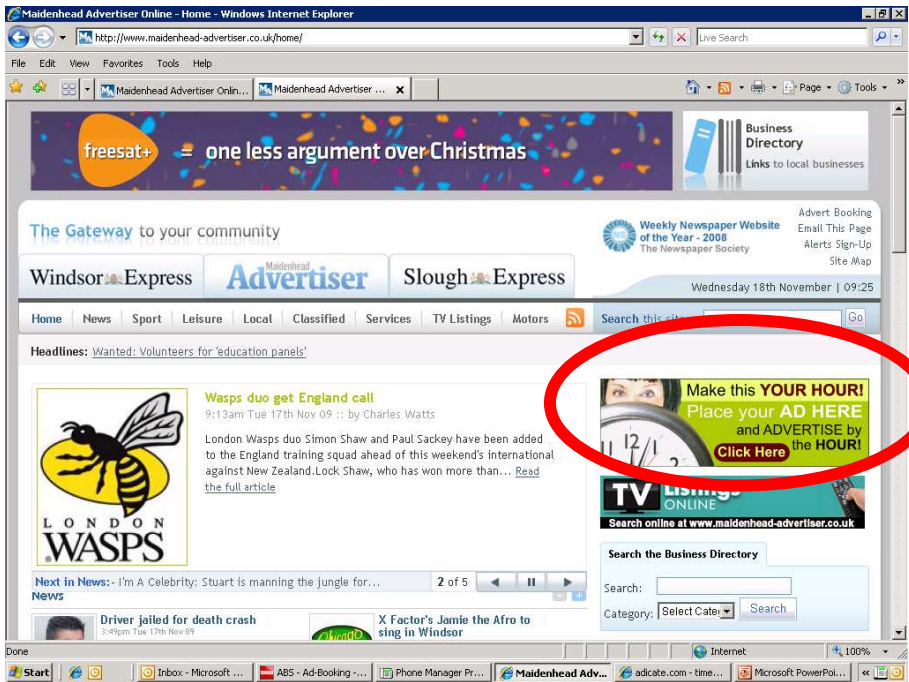 Maidenhead Advertiser Online - Home - Windows Internet Explorer
http://www.maidenhead-advertiser.co.uk/home/
Live Search
File Edit View Favorites Tools Help
Maidenhead Advertiser Onlin...
Maidenhead Advertiser ...
Page Tools
freesat+ = one less argument over Christmas
Business
Directory
Links to local businesses
The Gateway to your community
Weekly Newspaper Website
of the Year - 2008
The Newspaper Society
Advert Booking
Email This Page
Alerts Sign-Up
Site Map
Windsor Express
Maidenhead
Advertiser
Slough Express
Wednesday 18th November | 09:25
Home News Sport Leisure Local Classified Services TV Listings Motors
Search this site: Go
Headlines: Wanted: Volunteers for 'education panels'
LONDON
WASPS
Wasps duo get England call
9:13am Tue 17th Nov 09 :: by Charles Watts
London Wasps duo Simon Shaw and Paul Sackey have been added
to the England training squad ahead of this weekend's international
against New Zealand.Lock Shaw, who has won more than... Read
the full article
Make this YOUR HOUR!
Place your AD HERE
and ADVERTISE by
Click Here the HOUR!
12/1
2
TV Listings
ONLINE
Search online at www.maidenhead-advertiser.co.uk
Search the Business Directory
Search:
Category: Select Cate
Search
Next in News:- I'm A Celebrity: Stuart is manning the jungle for...
2 of 5
News
Driver jailed for death crash
3:49pm Tue 17th Nov 09
Chicago
X Factor's Jamie the Afro to
sing in Windsor
Done
Internet
100%
Start
Inbox - Microsoft ...
ABS - Ad-Booking -...
Phone Manager Pr...
Maidenhead Adv...
adicate.com - time...
Microsoft PowerPoi...